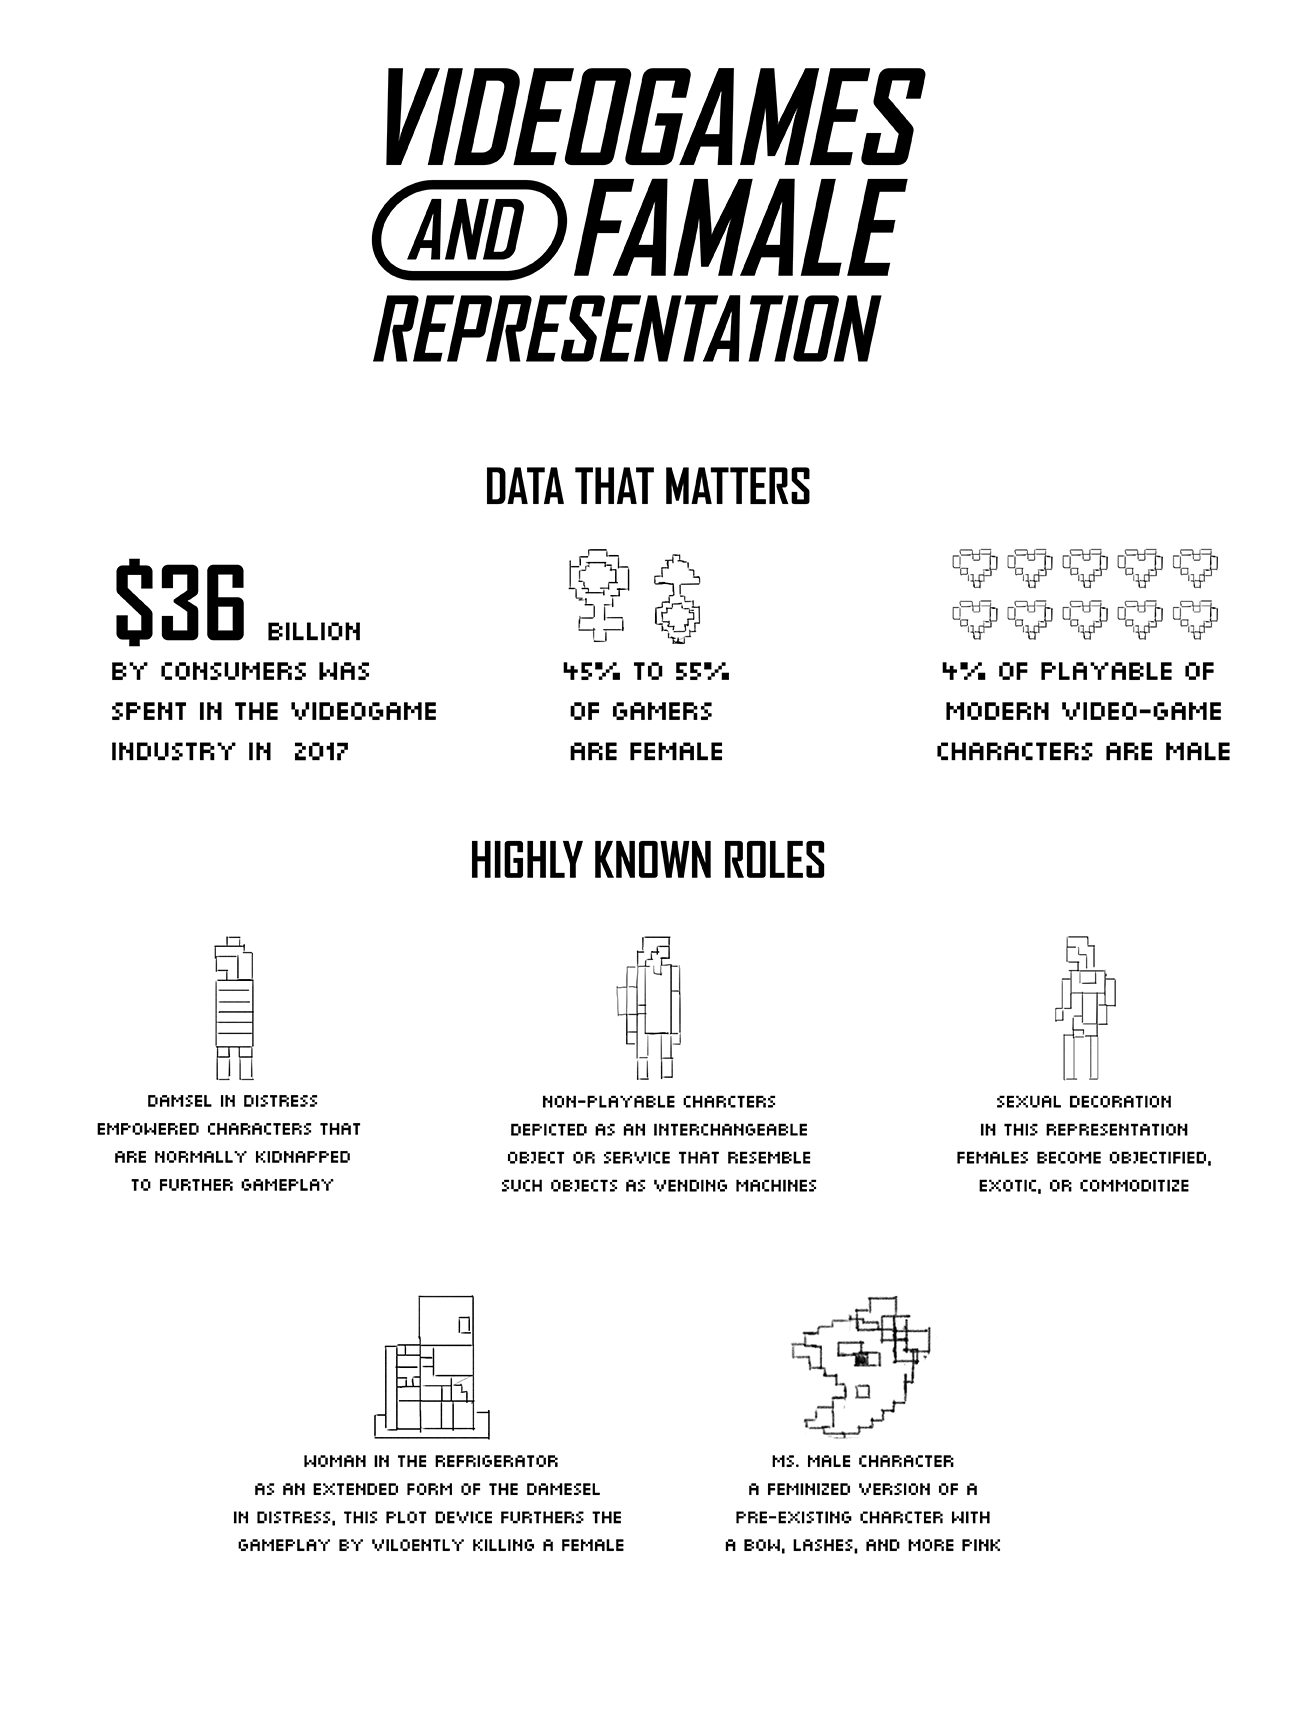 VIDEOGAMES
AND FAMALE
REPRESENTATION
DATA THAT MATTERS
$36 BILLION
BY CONSUMERS WAS
SPENT IN THE VIDEOGAME
INDUSTRY IN 2017
45% TO 55%
OF GAMERS
ARE FEMALE
4% OF PLAYABLE OF
MODERN VIDEO-GAME
CHARACTERS ARE MALE
HIGHLY KNOWN ROLES
DAMSEL IN DISTRESS
EMPOWERED CHARACTERS THAT
ARE NORMALLY KIDNAPPED
TO FURTHER GAMEPLAY
NON-PLAYABLE CHARCTERS
DEPICTED AS AN INTERCHANGEABLE
OBJECT OR SERVICE THAT RESEMBLE
SUCH OBJECTS AS VENDING MACHINES
SEXUAL DECORATION
IN THIS REPRESENTATION
FEMALES BECOME OBJECTIFIED,
EXOTIC, OR COMMODITIZE
WOMAN IN THE REFRIGERATOR
AS AN EXTENDED FORM OF THE DAMESEL
IN DISTRESS, THIS PLOT DEVICE FURTHERS THE
GAMEPLAY BY VILOENTLY KILLING A FEMALE
MS. MALE CHARACTER
A FEMINIZED VERSION OF A
PRE-EXISTING CHARCTER WITH
A BOW, LASHES, AND MORE PINK